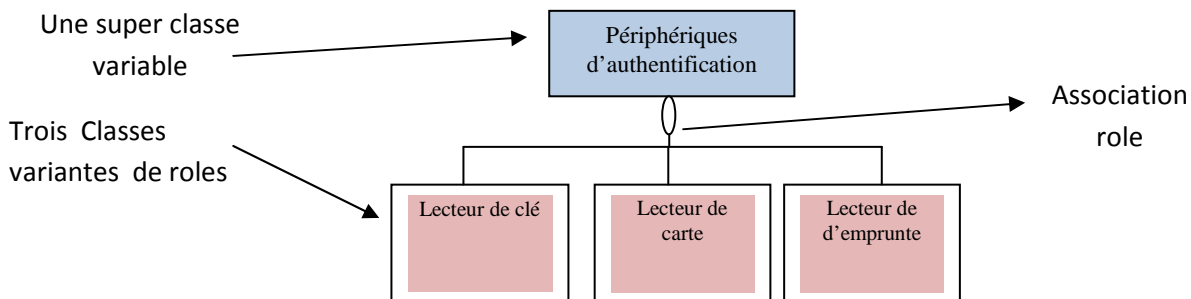 Une super classe
variable
Périphériques
d’authentification
Association
role
Trois Classes
variantes de roles
Lecteur de clé
Lecteur de
carte
Lecteur de
d’emprunte